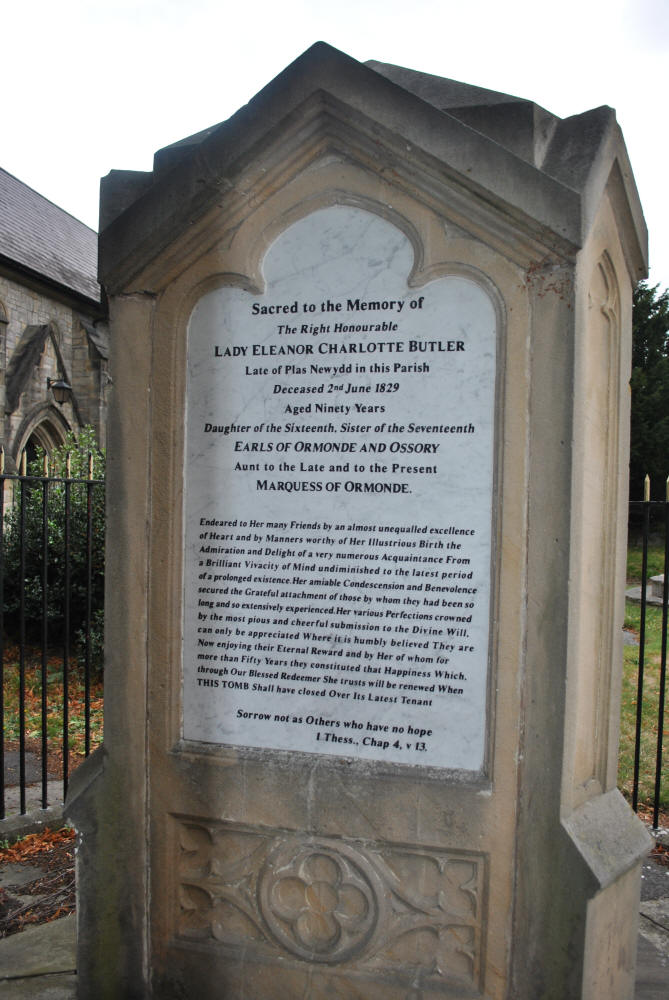 Sacred to the Memory of
The Right Honourable
LADY ELEANOR CHARLOTTE BUTLER
Late of Plas Newydd in this Parish
Deceased 2nd June 1829
Aged Ninety Years
Daughter of the Sixteenth, Sister of the Seventeenth
EARLS OF ORMONDE AND OSSORY
Aunt to the Late and to the Present
MARQUESS OF ORMONDE.
Endeared to Her many Friends by an almost unequalled excellence
of Heart and by Manners worthy of Her Illustrious Birth the
Admiration and Delight of a very numerous Acquaintance From
a Brilliant Vivacity of Mind undiminished to the latest period
of a prolonged existence. Her amiable Condescension and Benevolence
secured the Grateful attachment of those by whom they had been so
long and so extensively experienced. Her various Perfections crowned
by the most pious and cheerful submission to the Divine Will,
can only be appreciated Where it is humbly believed They are
Now enjoying their Eternal Reward and by Her of whom for
more than Fifty Years they constituted that Happiness Which,
through Our Blessed Redeemer She trusts will be renewed When
THIS TOMB Shall have closed Over Its Latest Tenant
Sorrow not as Others who have no hope
1 Thess., Chap 4, v 13.